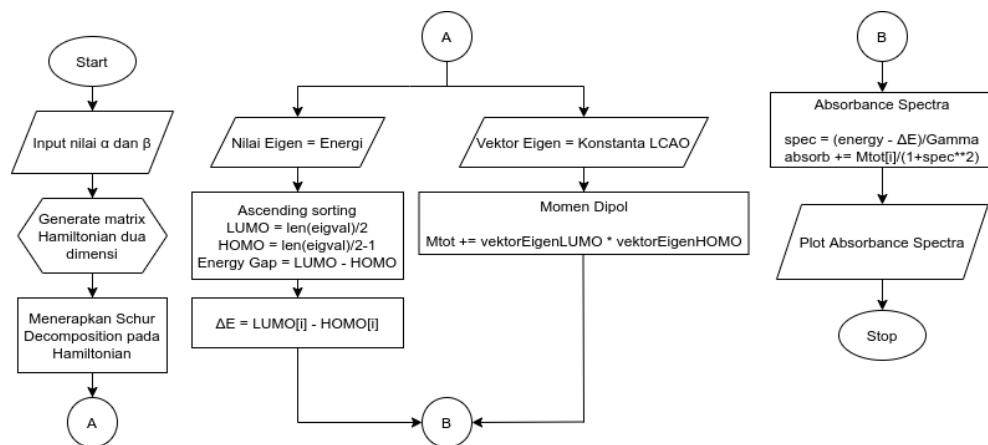 Start
Input nilai α dan β
Generate matrix
Hamiltonian dua
dimensi
Menerapkan Schur
Decomposition pada
Hamiltonian
A
A
Nilai Eigen = Energi
Ascending sorting
LUMO = len(eigval)/2
HOMO = len(eigval)/2-1
Energy Gap = LUMO - HOMO
ΔE = LUMO[i] - HOMO[i]
Vektor Eigen = Konstanta LCAO
Momen Dipol
Mtot += vektorEigenLUMO * vektorEigenHOMO
B
B
Absorbance Spectra
spec = (energy - ΔE)/Gamma
absorb += Mtot[i]/(1+spec**2)
Plot Absorbance Spectra
Stop